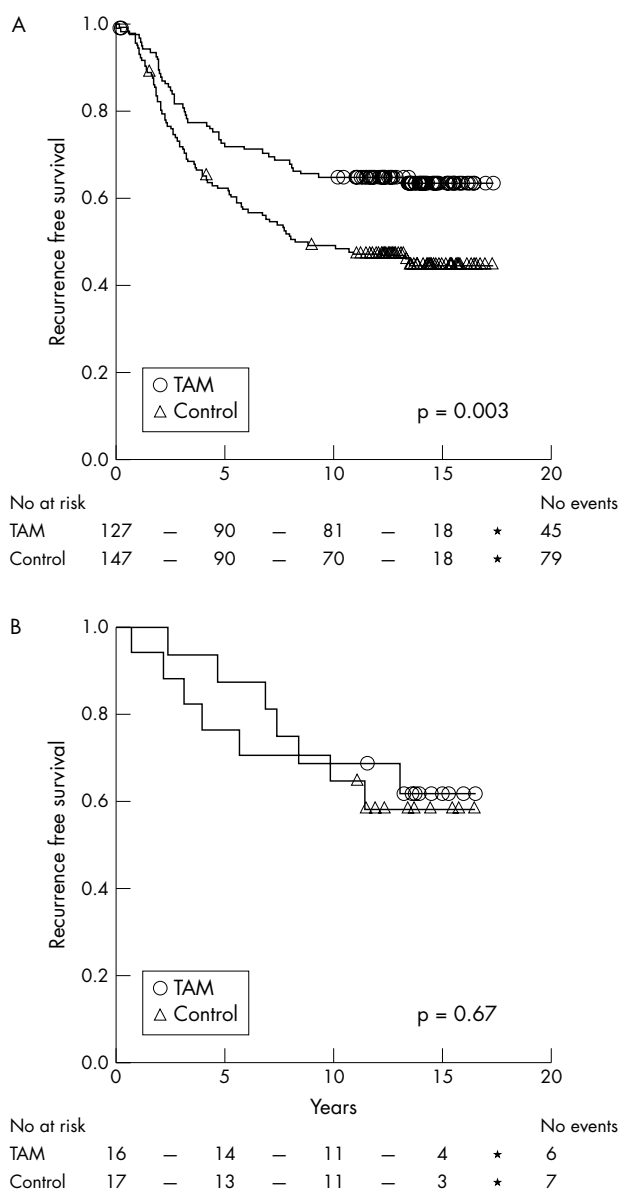 A
1.0
0.8
0.6
0.4
0.2
0.0
Recurrence free survival
TAM
Control
p = 0.003
0 5 10 15 20
No at risk No events
TAM 127 – 90 – 81 – 18 ★ 45
Control 147 – 90 – 70 – 18 ★ 79
B
1.0
0.8
0.6
0.4
0.2
0.0
Recurrence free survival
TAM
Control
p = 0.67
0 5 10 15 20
Years
No at risk No events
TAM 16 – 14 – 11 – 4 ★ 6
Control 17 – 13 – 11 – 3 ★ 7